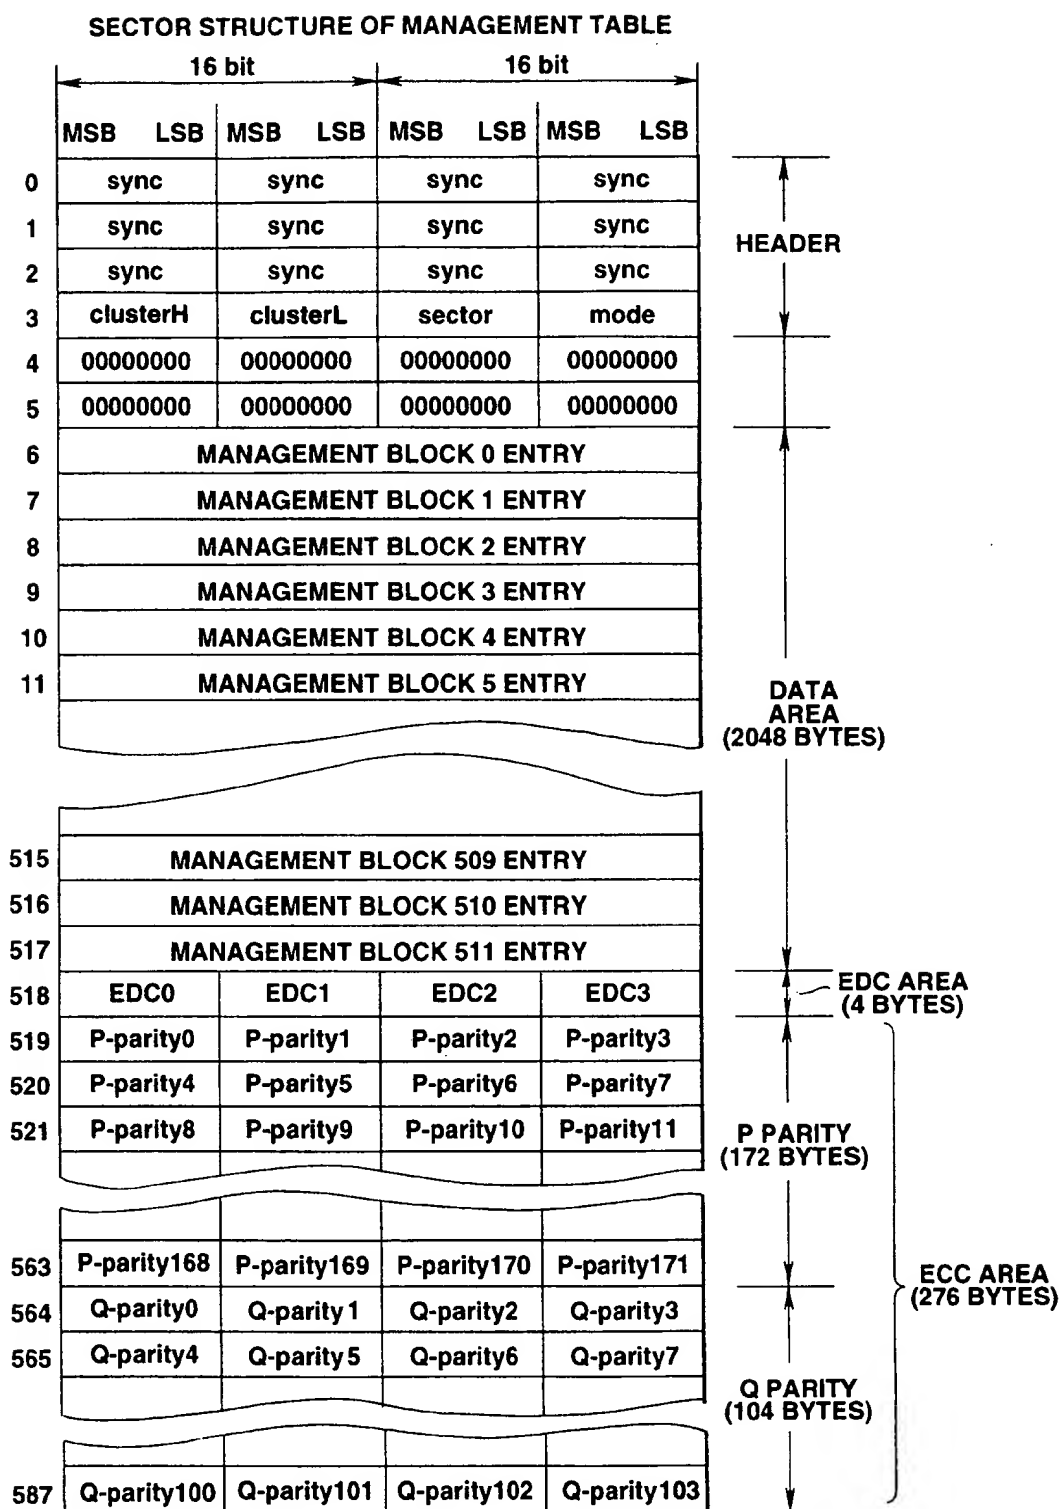 SECTOR STRUCTURE OF MANAGEMENT TABLE
16 bit 16 bit
MSB LSB MSB LSB MSB LSB MSB LSB
0 sync sync sync sync
1 sync sync sync sync
HEADER
2 sync sync sync sync
3 clusterH clusterL sector mode
4 00000000 00000000 00000000 00000000
5 00000000 00000000 00000000 00000000
6 MANAGEMENT BLOCK 0 ENTRY
7 MANAGEMENT BLOCK 1 ENTRY
8 MANAGEMENT BLOCK 2 ENTRY
9 MANAGEMENT BLOCK 3 ENTRY
10 MANAGEMENT BLOCK 4 ENTRY
11 MANAGEMENT BLOCK 5 ENTRY
DATA
AREA
(2048 BYTES)
515 MANAGEMENT BLOCK 509 ENTRY
516 MANAGEMENT BLOCK 510 ENTRY
517 MANAGEMENT BLOCK 511 ENTRY
518 EDC0 EDC1 EDC2 EDC3
EDC AREA
(4 BYTES)
519 P-parity0 P-parity1 P-parity2 P-parity3
520 P-parity4 P-parity5 P-parity6 P-parity7
521 P-parity8 P-parity9 P-parity10 P-parity11
P PARITY
(172 BYTES)
563 P-parity168 P-parity169 P-parity170 P-parity171
ECC AREA
(276 BYTES)
564 Q-parity0 Q-parity1 Q-parity2 Q-parity3
565 Q-parity4 Q-parity5 Q-parity6 Q-parity7
Q PARITY
(104 BYTES)
587 Q-parity100 Q-parity101 Q-parity102 Q-parity103